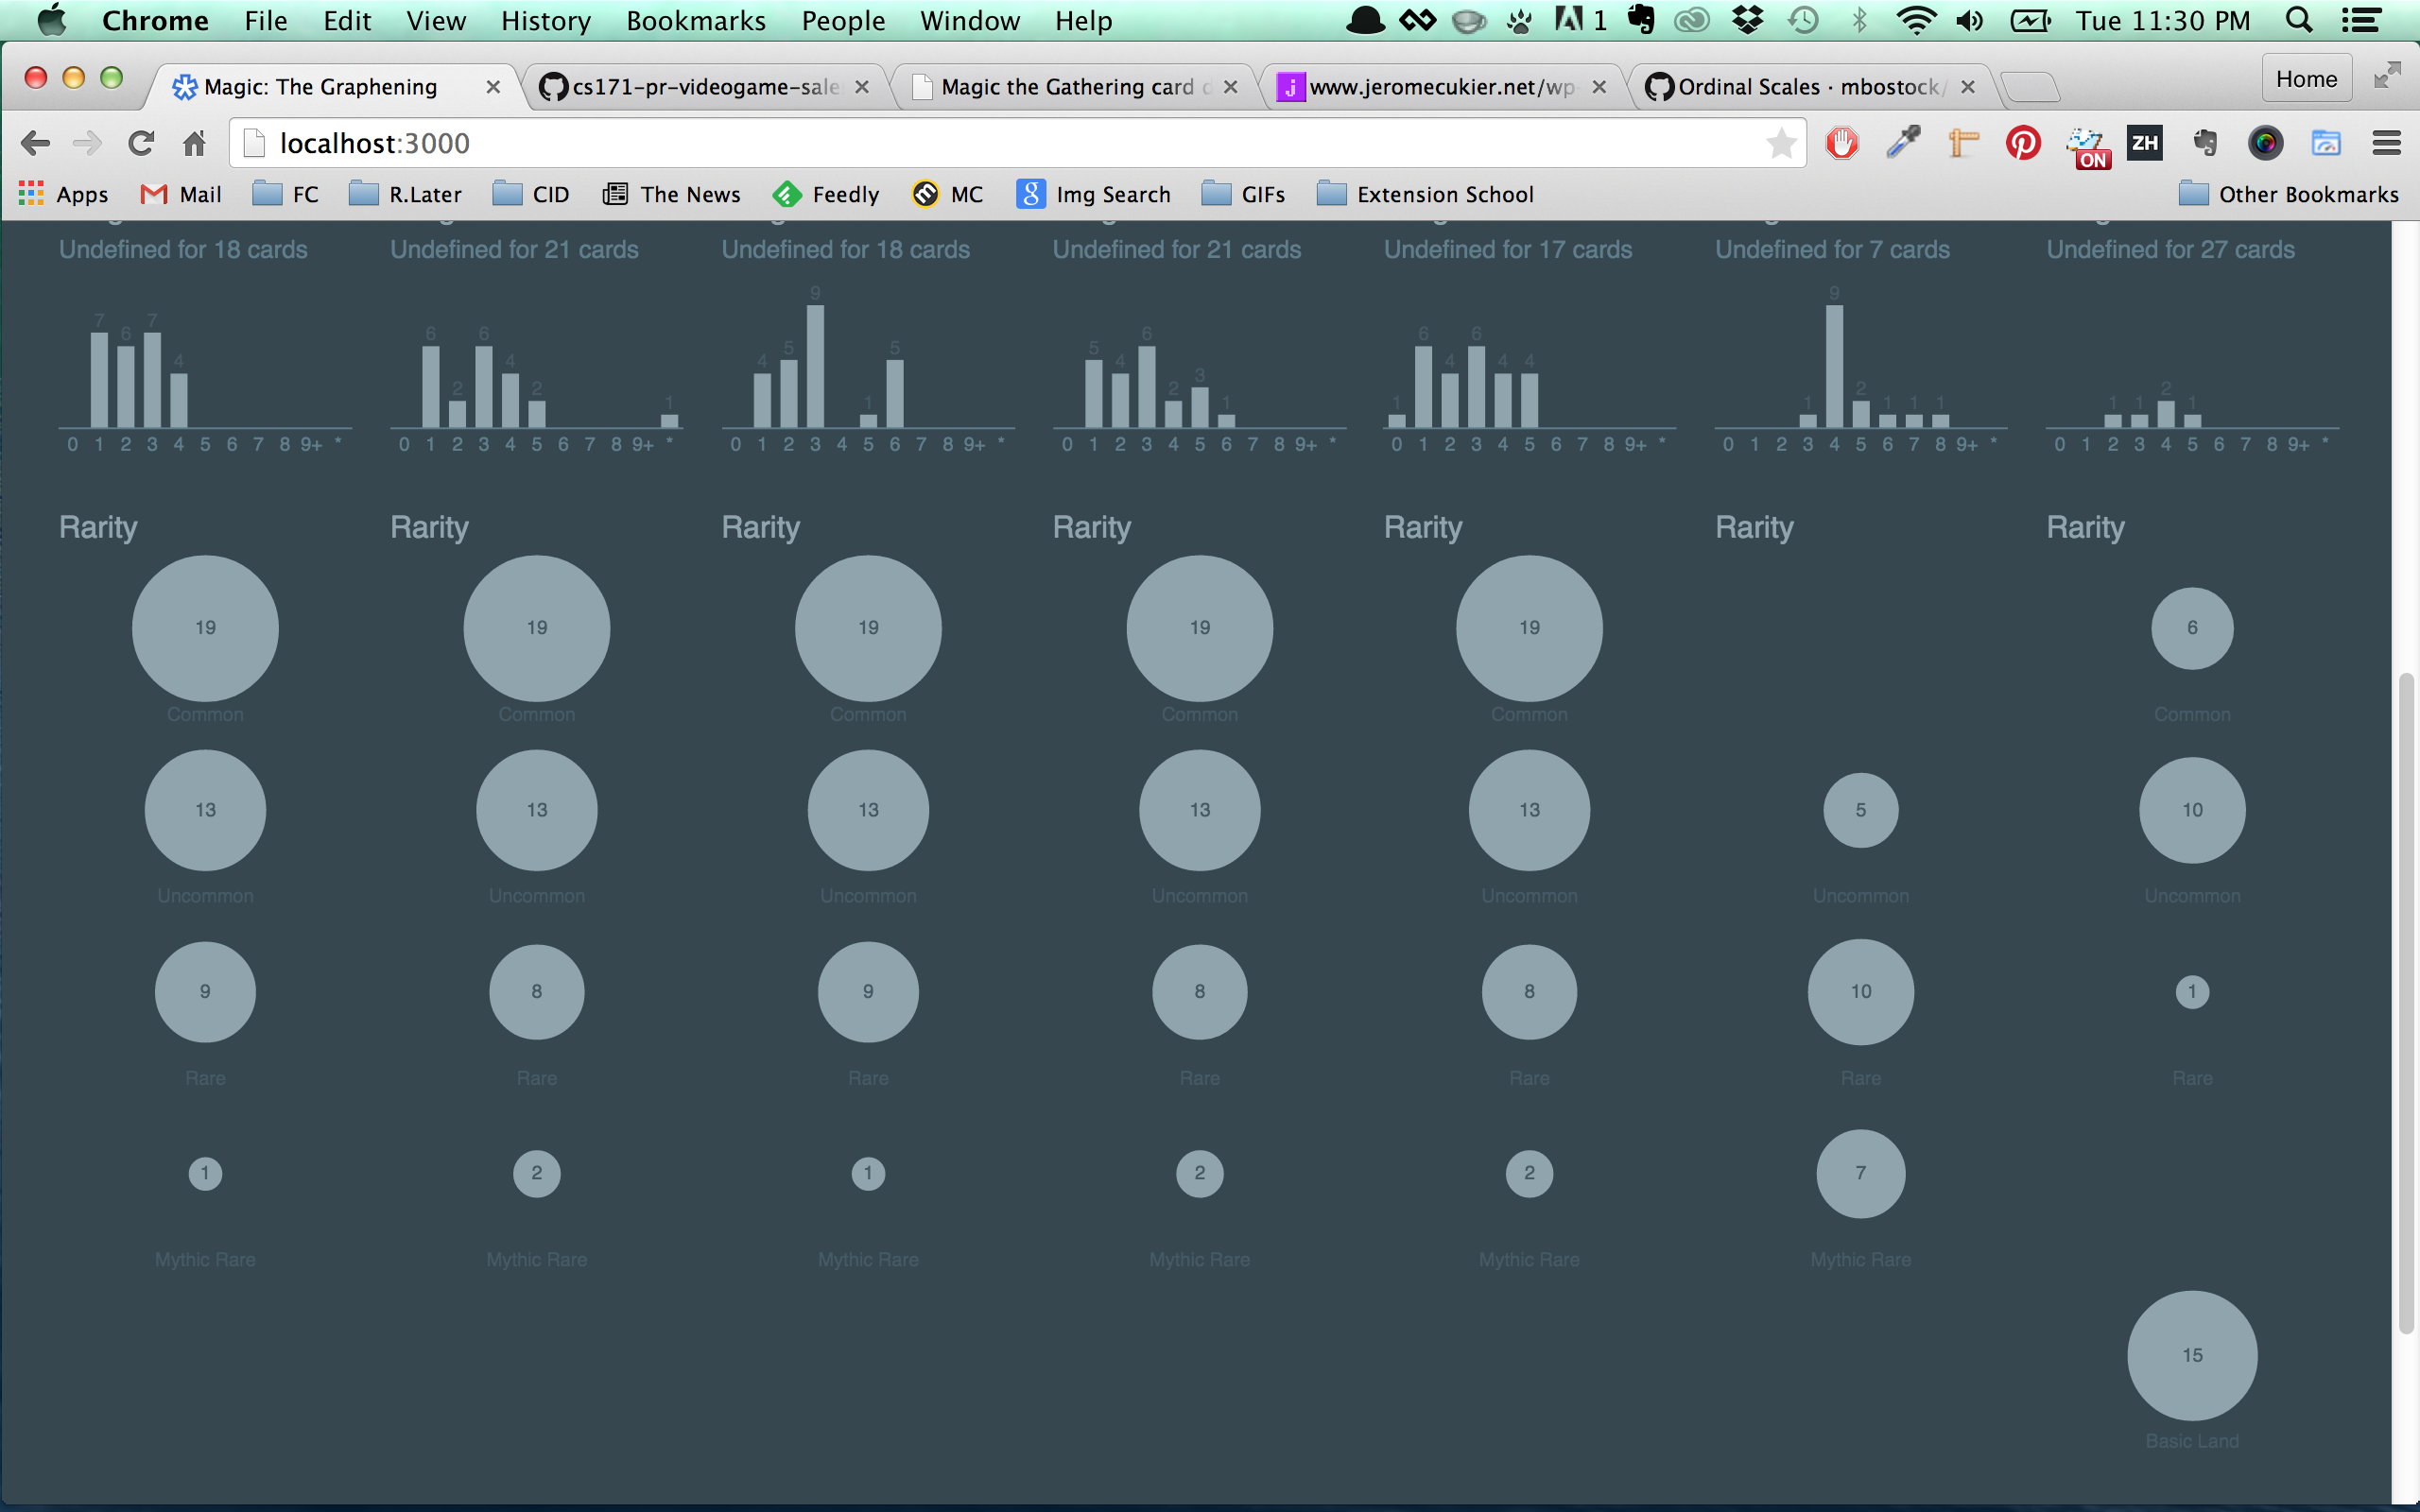 Chrome File Edit View History Bookmarks People Window Help 1 Tue 11:30 PM
Magic: The Graphening cs171-pr-videogame-sale Magic the Gathering card d www.jeromecukier.net/wp- Ordinal Scales · mbostock/ Home
localhost:3000 ON ZH
Apps Mail FC R.Later CID The News Feedly MC Img Search GIFs Extension School Other Bookmarks
Undefined for 18 cards Undefined for 21 cards Undefined for 18 cards Undefined for 21 cards Undefined for 17 cards Undefined for 7 cards Undefined for 27 cards
7 6 7 4
0 1 2 3 4 5 6 7 8 9+ *
6 2 6 4 2 1
0 1 2 3 4 5 6 7 8 9+ *
4 5 9 1 5
0 1 2 3 4 5 6 7 8 9+ *
5 4 6 2 3 1
0 1 2 3 4 5 6 7 8 9+ *
1 6 4 6 4 4
0 1 2 3 4 5 6 7 8 9+ *
1 9 2 1 1 1
0 1 2 3 4 5 6 7 8 9+ *
1 1 2 1
0 1 2 3 4 5 6 7 8 9+ *
Rarity Rarity Rarity Rarity Rarity Rarity Rarity
19 19 19 19 19 6
Common Common Common Common Common Common
13 13 13 13 13 5 10
Uncommon Uncommon Uncommon Uncommon Uncommon Uncommon Uncommon
9 8 9 8 8 10 1
Rare Rare Rare Rare Rare Rare Rare
1 2 1 2 2 7
Mythic Rare Mythic Rare Mythic Rare Mythic Rare Mythic Rare Mythic Rare
15
Basic Land